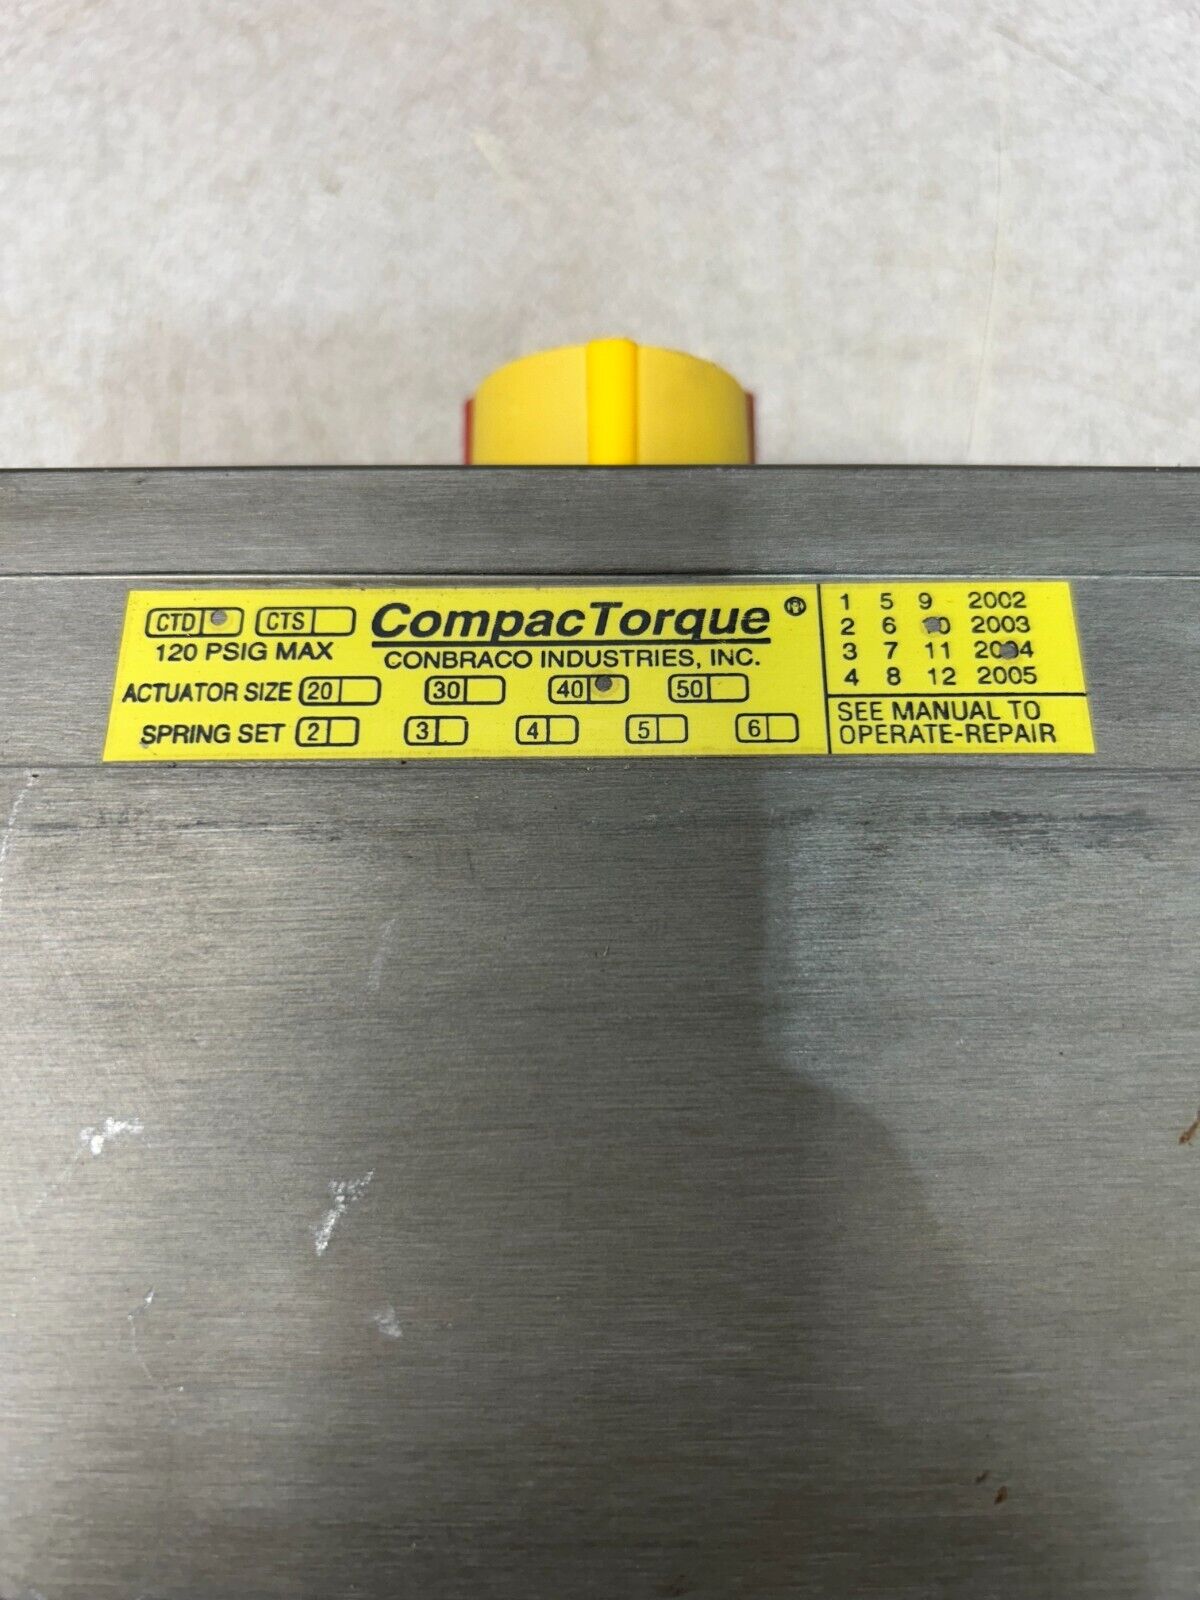 CTD CTS CompacTorque ®
120 PSIG MAX CONBRACO INDUSTRIES, INC.
ACTUATOR SIZE 20 30 40 50
SPRING SET 2 3 4 5 6
1 5 9 2002
2 6 10 2003
3 7 11 2004
4 8 12 2005
SEE MANUAL TO
OPERATE-REPAIR